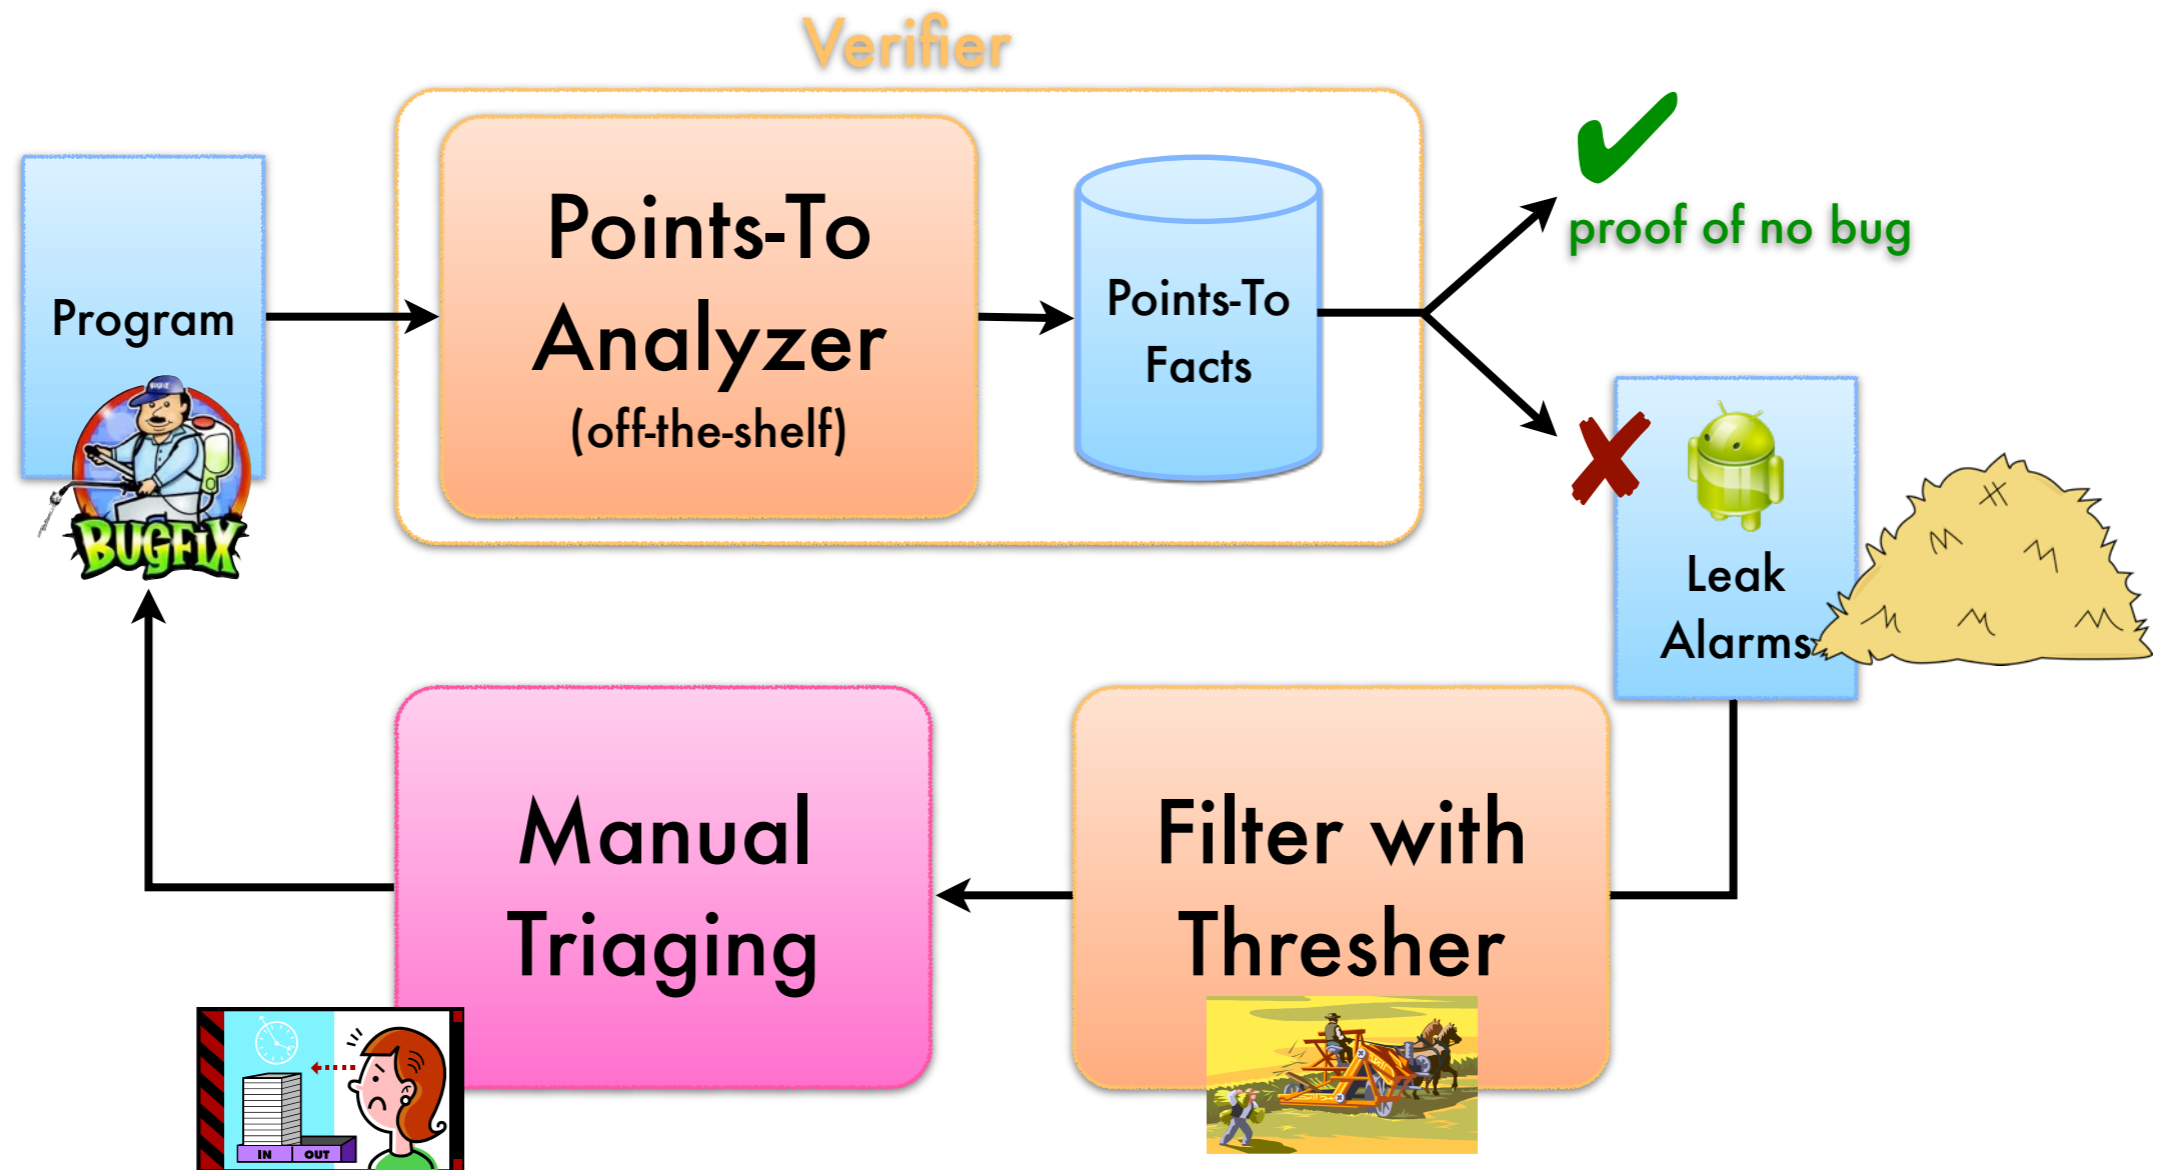 Verifier
Program
BUGFIX
Points-To
Analyzer
(off-the-shelf)
Points-To
Facts
proof of no bug
Leak
Alarms
Manual
Triaging
IN OUT
Filter with
Thresher